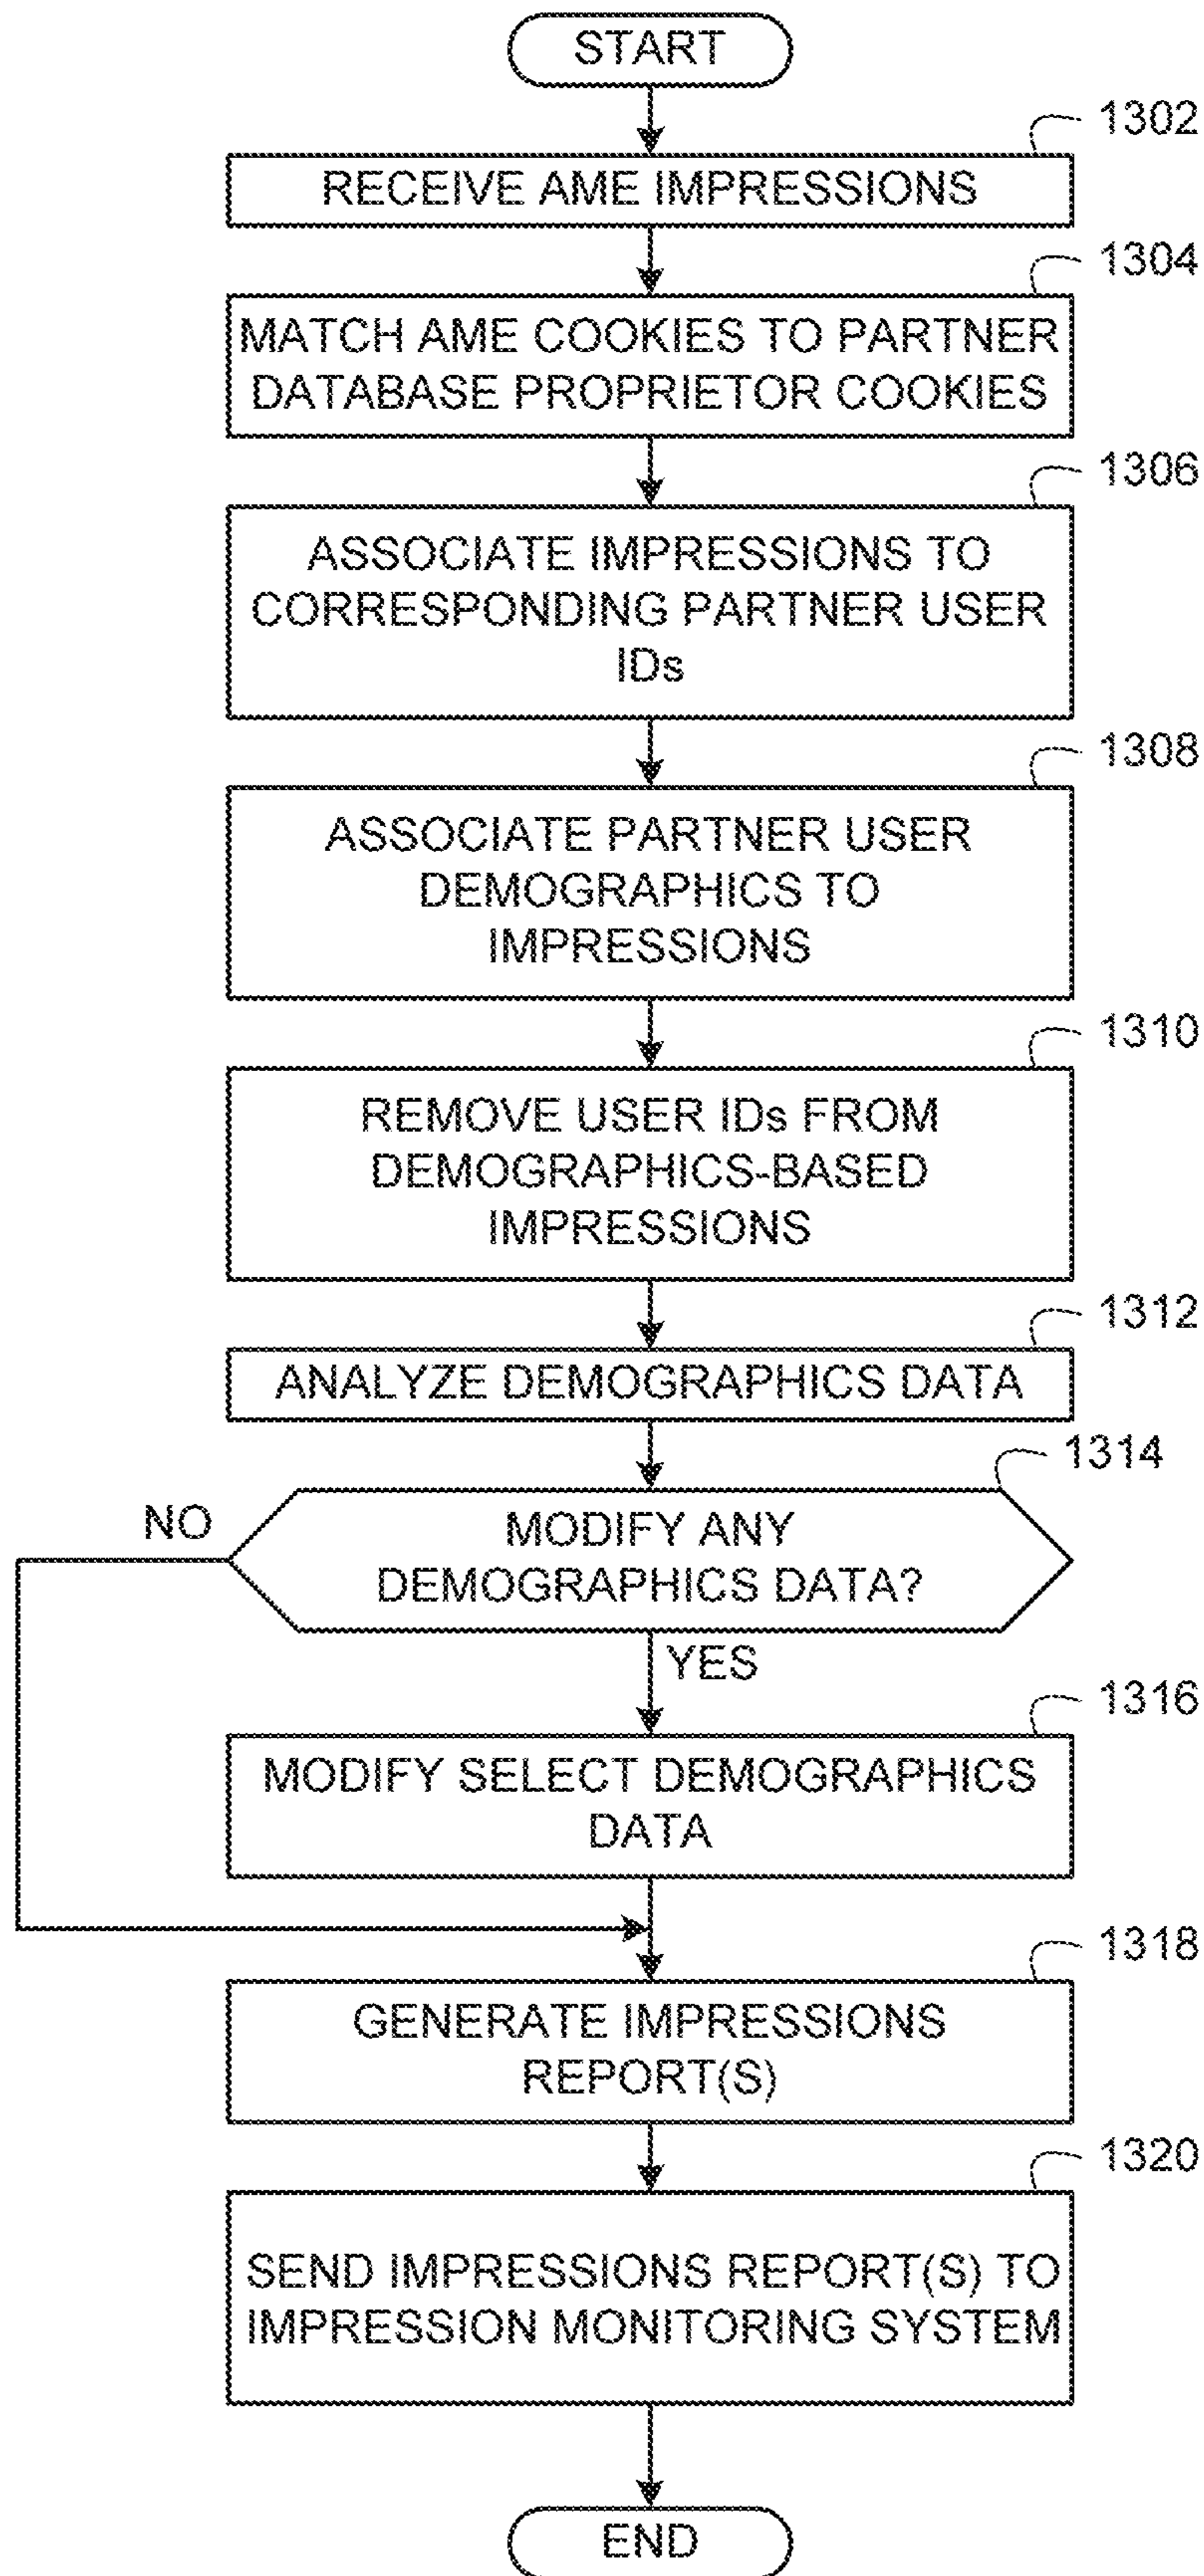 START
1302
RECEIVE AME IMPRESSIONS
1304
MATCH AME COOKIES TO PARTNER
DATABASE PROPRIETOR COOKIES
1306
ASSOCIATE IMPRESSIONS TO
CORRESPONDING PARTNER USER
IDs
1308
ASSOCIATE PARTNER USER
DEMOGRAPHICS TO
IMPRESSIONS
1310
REMOVE USER IDs FROM
DEMOGRAPHICS-BASED
IMPRESSIONS
1312
ANALYZE DEMOGRAPHICS DATA
1314
NO
MODIFY ANY
DEMOGRAPHICS DATA?
YES
1316
MODIFY SELECT DEMOGRAPHICS
DATA
1318
GENERATE IMPRESSIONS
REPORT(S)
1320
SEND IMPRESSIONS REPORT(S) TO
IMPRESSION MONITORING SYSTEM
END